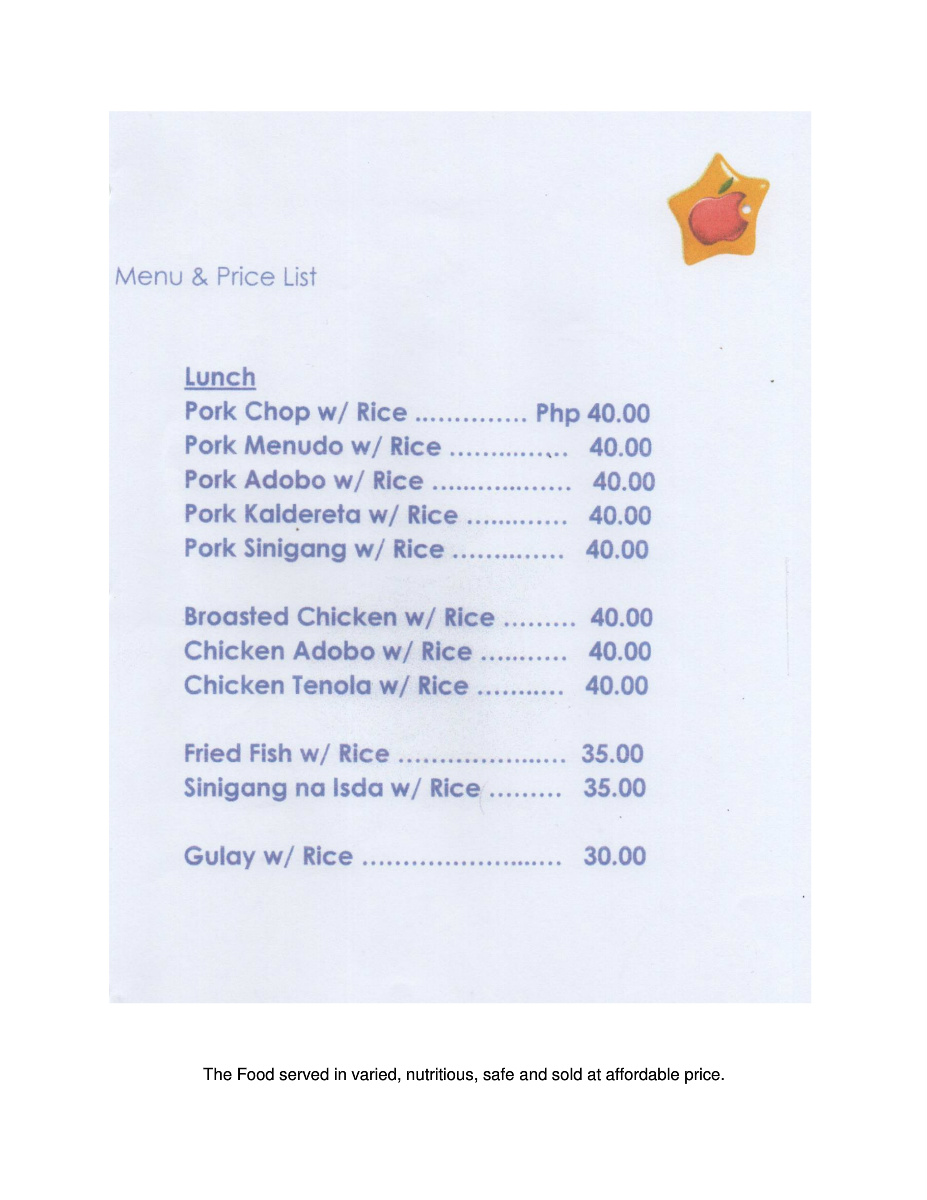 Menu & Price List
Lunch
Pork Chop w/ Rice .............. Php 40.00
Pork Menudo w/ Rice ............... 40.00
Pork Adobo w/ Rice .................. 40.00
Pork Kaldereta w/ Rice ............. 40.00
Pork Sinigang w/ Rice .............. 40.00
Broasted Chicken w/ Rice ......... 40.00
Chicken Adobo w/ Rice ........... 40.00
Chicken Tenola w/ Rice ........... 40.00
Fried Fish w/ Rice ..................... 35.00
Sinigang na Isda w/ Rice ......... 35.00
Gulay w/ Rice ......................... 30.00
The Food served in varied, nutritious, safe and sold at affordable price.